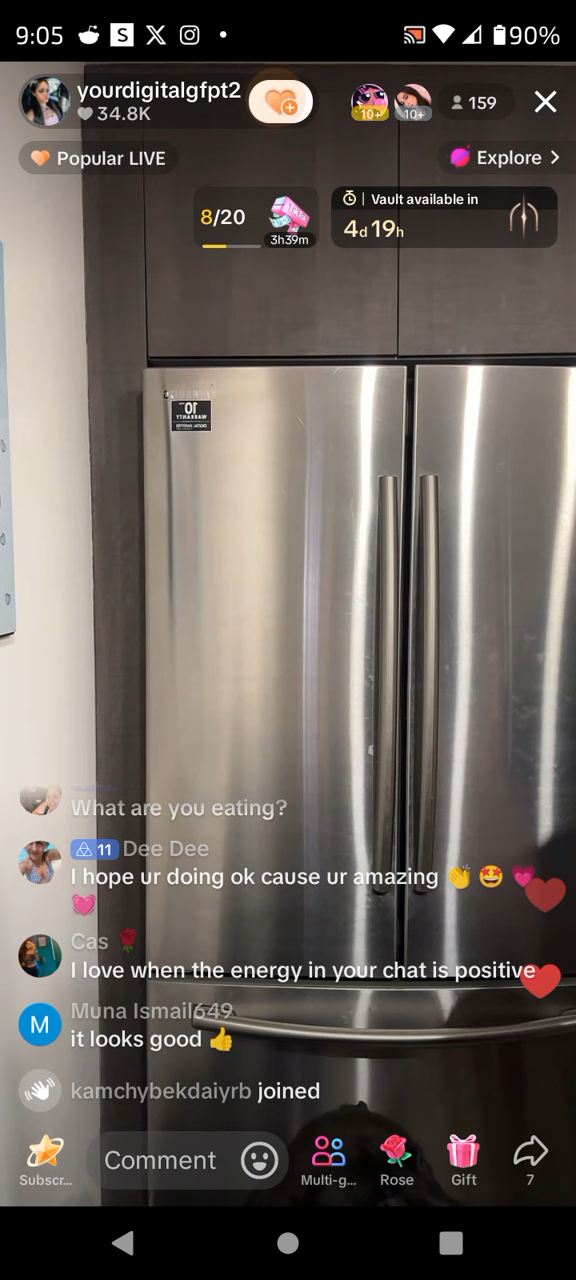 9:05
S
90%
yourdigitalgfpt2
34.8K
10+
10+
159
Popular LIVE
Explore
8/20
TikTok
3h39m
Vault available in
4d 19h
10
WARRANTY
What are you eating?
11 Dee Dee
I hope ur doing ok cause ur amazing 👏 🤩 💗
💓
Cas 🌹
I love when the energy in your chat is positive
M
Muna Ismail649
it looks good 👍
kamchybekdaiyrb joined
Subscr...
Comment
Multi-g...
Rose
Gift
7